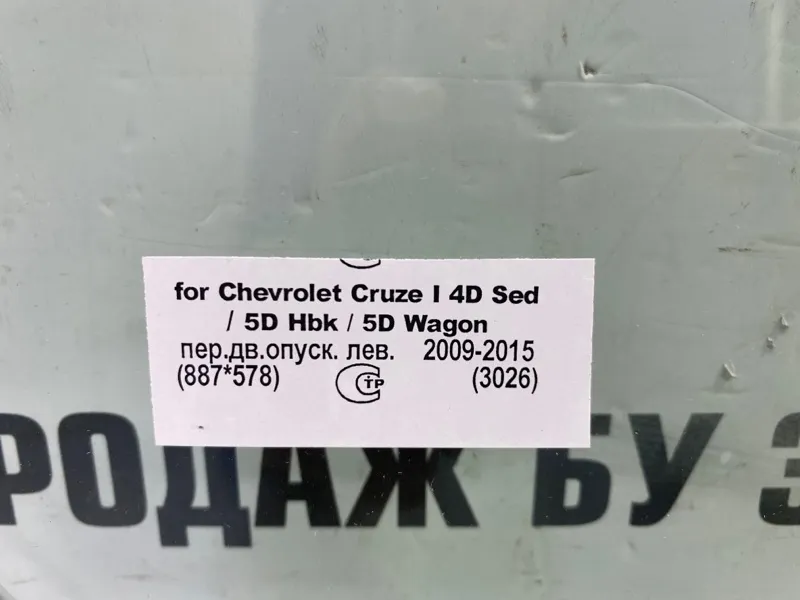 for Chevrolet Cruze I 4D Sed
/ 5D Hbk / 5D Wagon
пер.дв.опуск. лев. 2009-2015
(887*578) СТР (3026)
РОДАЖ БУ З